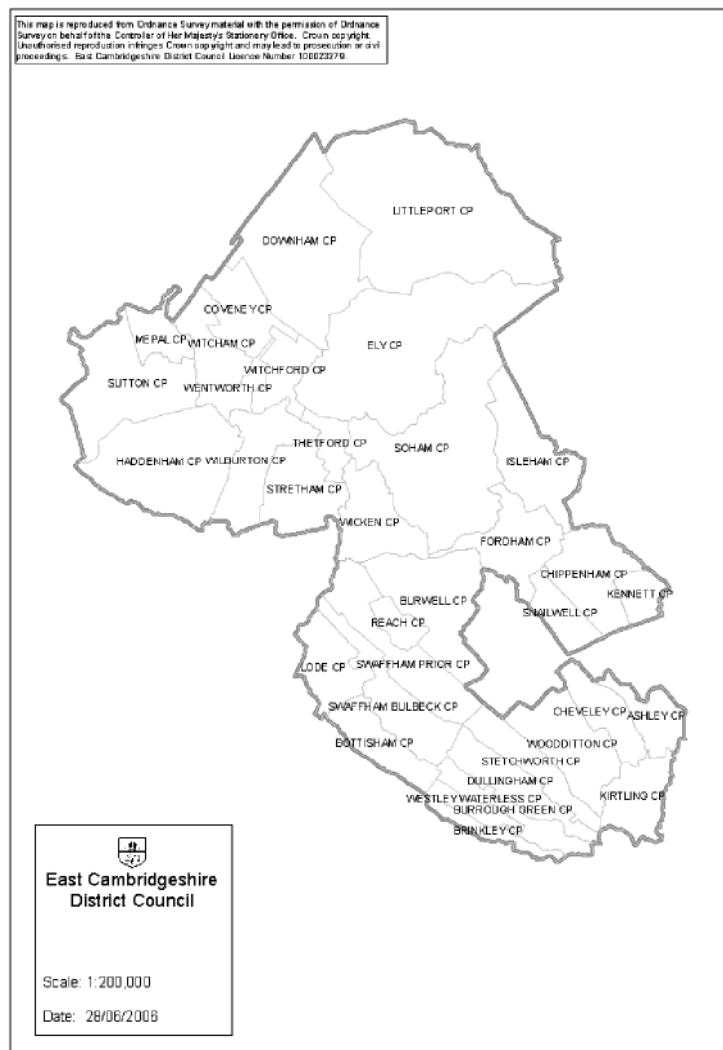 This map is reproduced from Ordnance Survey material with the permission of Ordnance
Survey on behalf of the Controller of Her Majesty's Stationery Office. Crown copyright.
Unauthorised reproduction infringes Crown copyright and may lead to prosecution or civil
proceedings. East Cambridgeshire District Council Licence Number 100023279.
LITTLEPORT CP
DOWNHAM CP
COVENEY CP
MEPAL CP
WITCHAM CP
ELY CP
WITCHFORD CP
SUTTON CP
WENTWORTH CP
THETFORD CP
SOHAM CP
HADDENHAM CP
WILBURTON CP
ISLEHAM CP
STRETHAM CP
WICKEN CP
FORDHAM CP
CHIPPENHAM CP
KENNETT CP
BURWELL CP
SNAILWELL CP
REACH CP
LODE CP
SWAFFHAM PRIOR CP
SWAFFHAM BULBECK CP
CHEVELEY CP
ASHLEY CP
BOTTISHAM CP
WOODDITTON CP
STETCHWORTH CP
DULLINGHAM CP
WESTLEY WATERLESS CP
KIRTLING CP
BURROUGH GREEN CP
BRINKLEY CP
East Cambridgeshire
District Council
Scale: 1:200,000
Date: 28/06/2006